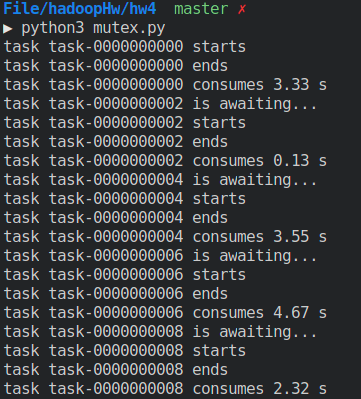 File/hadoopHw/hw4 master ✗
▶ python3 mutex.py
task task-0000000000 starts
task task-0000000000 ends
task task-0000000000 consumes 3.33 s
task task-0000000002 is awaiting...
task task-0000000002 starts
task task-0000000002 ends
task task-0000000002 consumes 0.13 s
task task-0000000004 is awaiting...
task task-0000000004 starts
task task-0000000004 ends
task task-0000000004 consumes 3.55 s
task task-0000000006 is awaiting...
task task-0000000006 starts
task task-0000000006 ends
task task-0000000006 consumes 4.67 s
task task-0000000008 is awaiting...
task task-0000000008 starts
task task-0000000008 ends
task task-0000000008 consumes 2.32 s